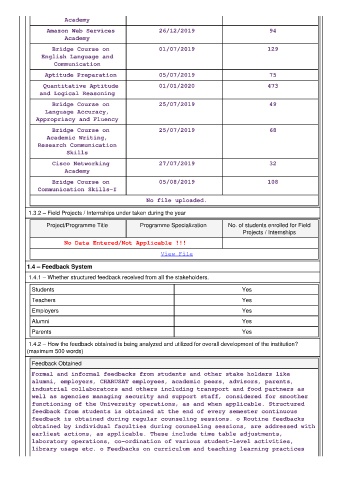 Academy
Amazon Web Services 26/12/2019 94
Academy
Bridge Course on 01/07/2019 129
English Language and
Communication
Aptitude Preparation 05/07/2019 75
Quantitative Aptitude 01/01/2020 473
and Logical Reasoning
Bridge Course on 25/07/2019 49
Language Accuracy,
Appropriacy and Fluency
Bridge Course on 25/07/2019 68
Academic Writing,
Research Communication
Skills
Cisco Networking 27/07/2019 32
Academy
Bridge Course on 05/08/2019 108
Communication Skills-I
No file uploaded.
1.3.2 – Field Projects / Internships under taken during the year
Project/Programme Title Programme Specialization No. of students enrolled for Field
Projects / Internships
No Data Entered/Not Applicable !!!
View File
1.4 – Feedback System
1.4.1 – Whether structured feedback received from all the stakeholders.
Students Yes
Teachers Yes
Employers Yes
Alumni Yes
Parents Yes
1.4.2 – How the feedback obtained is being analyzed and utilized for overall development of the institution?
(maximum 500 words)
Feedback Obtained
Formal and informal feedbacks from students and other stake holders like
alumni, employers, CHARUSAT employees, academic peers, advisors, parents,
industrial collaborators and others including transport and food partners as
well as agencies managing security and support staff, considered for smoother
functioning of the University operations, as and when applicable. Structured
feedback from students is obtained at the end of every semester continuous
feedback is obtained during regular counseling sessions. o Routine feedbacks
obtained by individual faculties during counseling sessions, are addressed with
earliest actions, as applicable. These include time table adjustments,
laboratory operations, co-ordination of various student-level activities,
library usage etc. o Feedbacks on curriculum and teaching learning practices